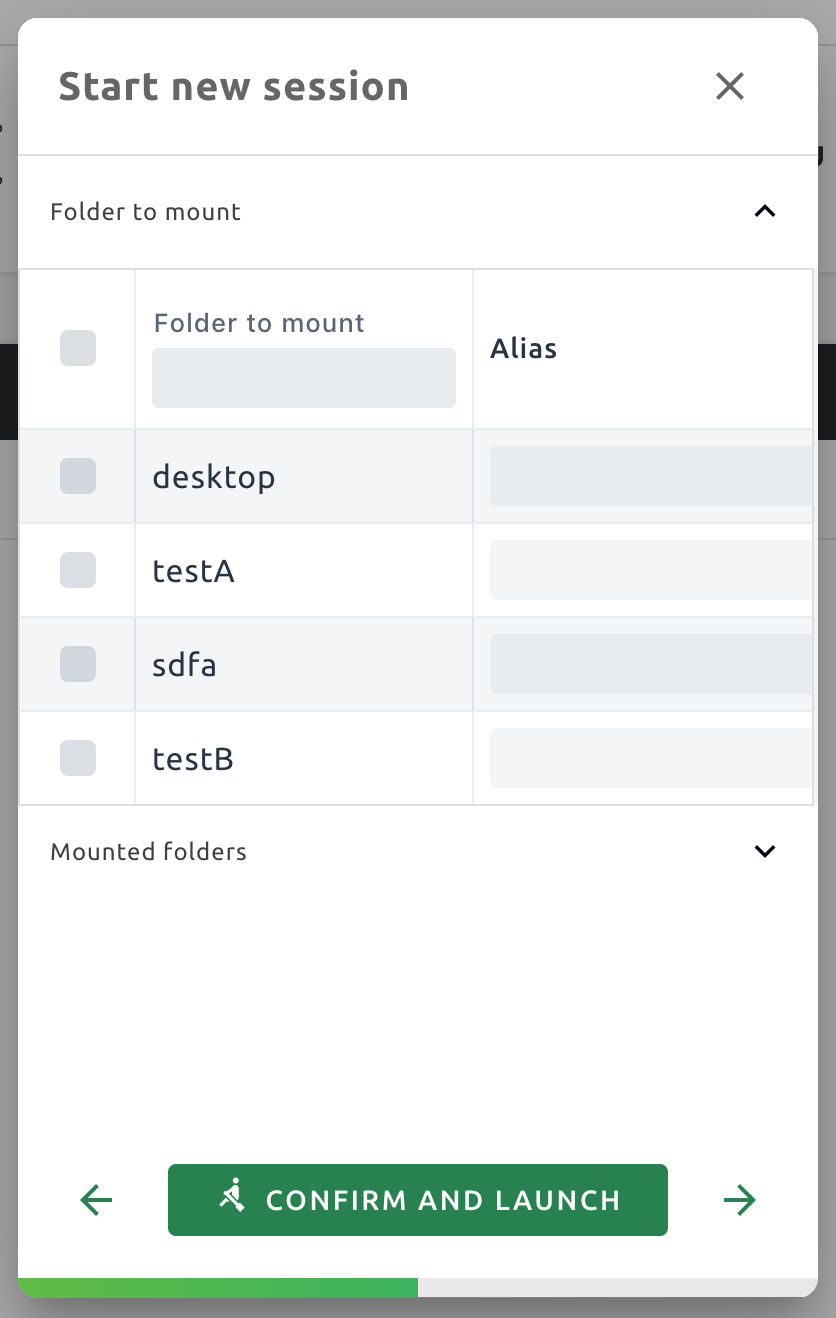 Start new session
Folder to mount
Folder to mount
Alias
desktop
testA
sdfa
testB
Mounted folders
CONFIRM AND LAUNCH